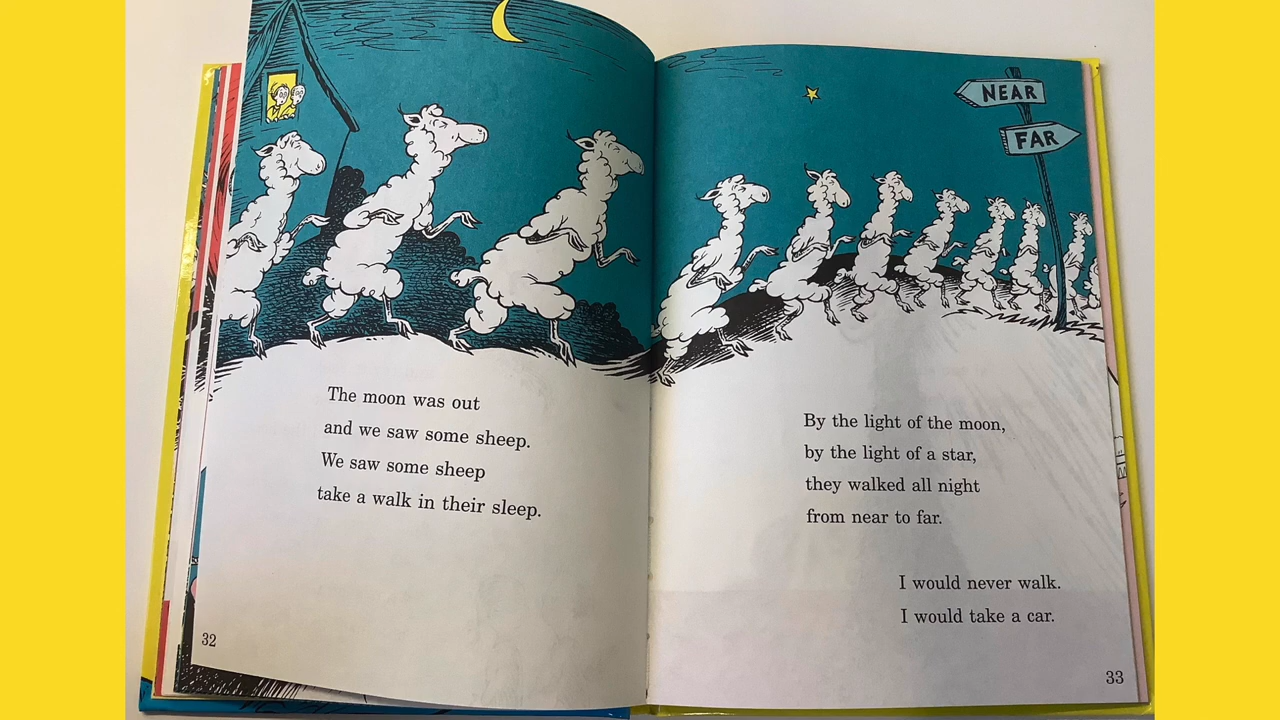 NEAR
FAR
The moon was out
and we saw some sheep.
We saw some sheep
take a walk in their sleep.
32
By the light of the moon,
by the light of a star,
they walked all night
from near to far.
I would never walk.
I would take a car.
33